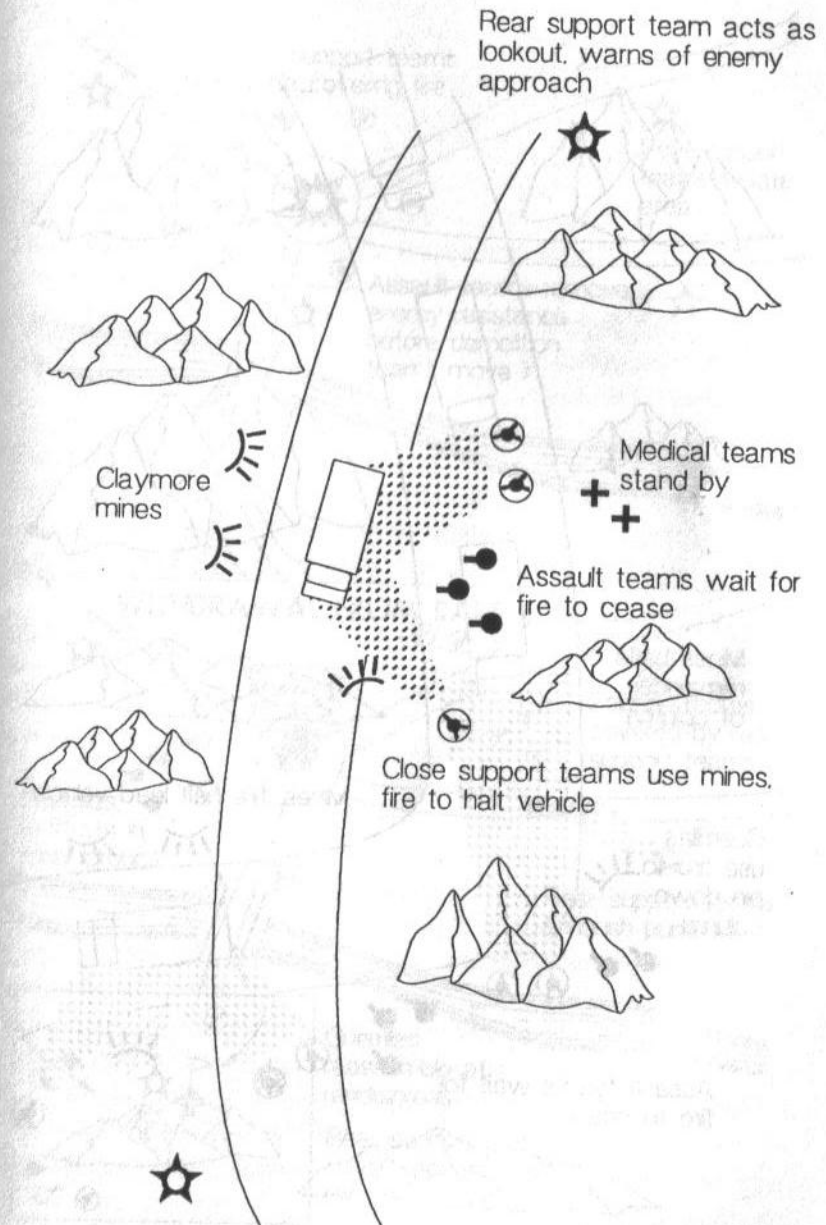 Rear support team acts as
lookout, warns of enemy
approach
Claymore
mines
Medical teams
stand by
Assault teams wait for
fire to cease
Close support teams use mines,
fire to halt vehicle